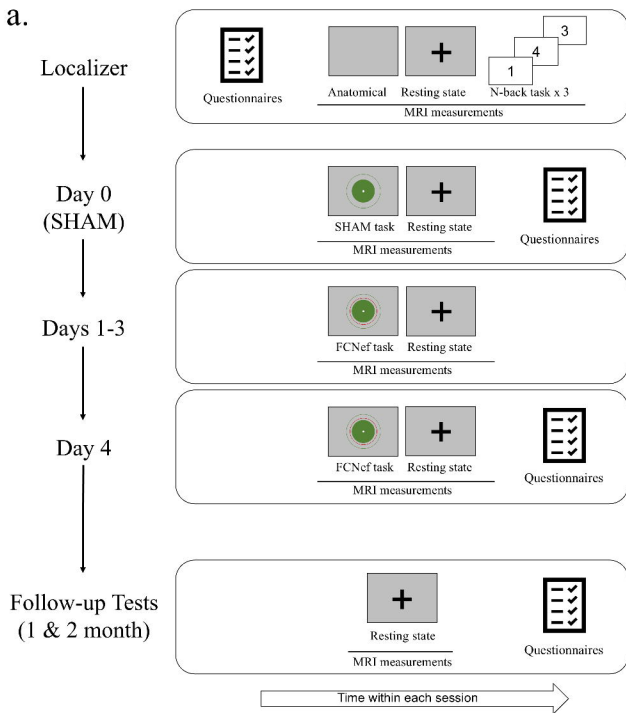 a.
Localizer
Questionnaires
Anatomical
Resting state
1
4
3
N-back task x 3
MRI measurements
Day 0
(SHAM)
SHAM task
Resting state
MRI measurements
Questionnaires
Days 1-3
FCNef task
Resting state
MRI measurements
Day 4
FCNef task
Resting state
MRI measurements
Questionnaires
Follow-up Tests
(1 & 2 month)
Resting state
MRI measurements
Questionnaires
Time within each session